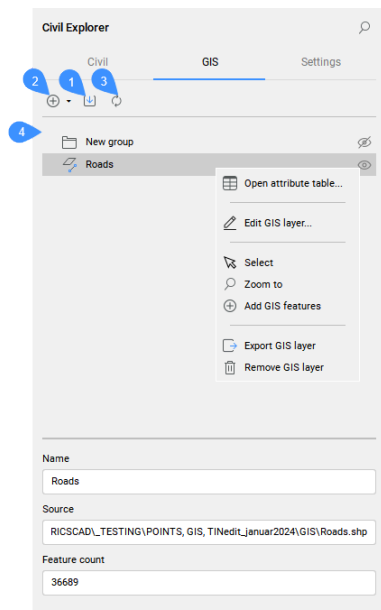 Civil Explorer
Civil
GIS
Settings
2
1
3
4
New group
Roads
Open attribute table...
Edit GIS layer...
Select
Zoom to
Add GIS features
Export GIS layer
Remove GIS layer
Name
Roads
Source
RICSCAD\_TESTING\POINTS, GIS, TINedit_januar2024\GIS\Roads.shp
Feature count
36689